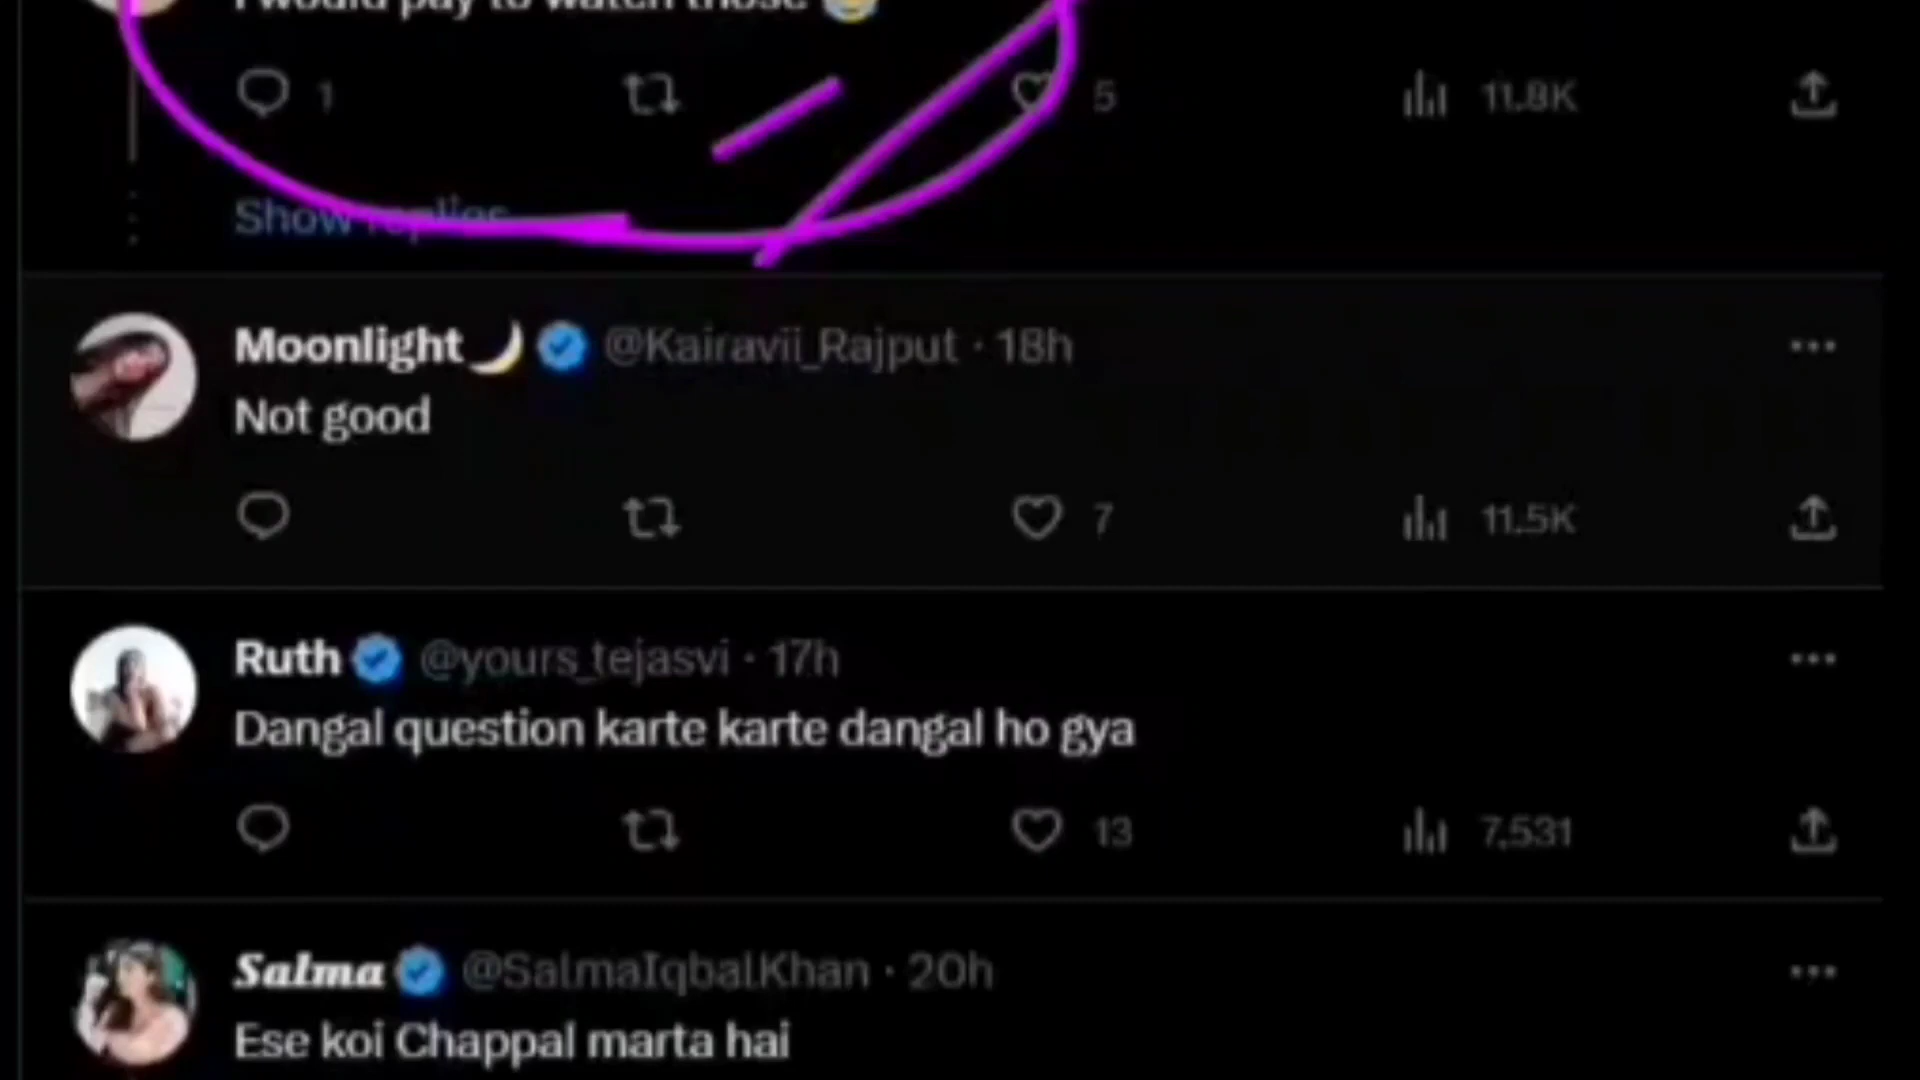 I would pay to watch those
1 5 11.8K
Show replies
Moonlight @Kairavii_Rajput · 18h
Not good
7 11.5K
Ruth @yours_tejasvi · 17h
Dangal question karte karte dangal ho gya
13 7,531
Salma @SalmaIqbalKhan · 20h
Ese koi Chappal marta hai